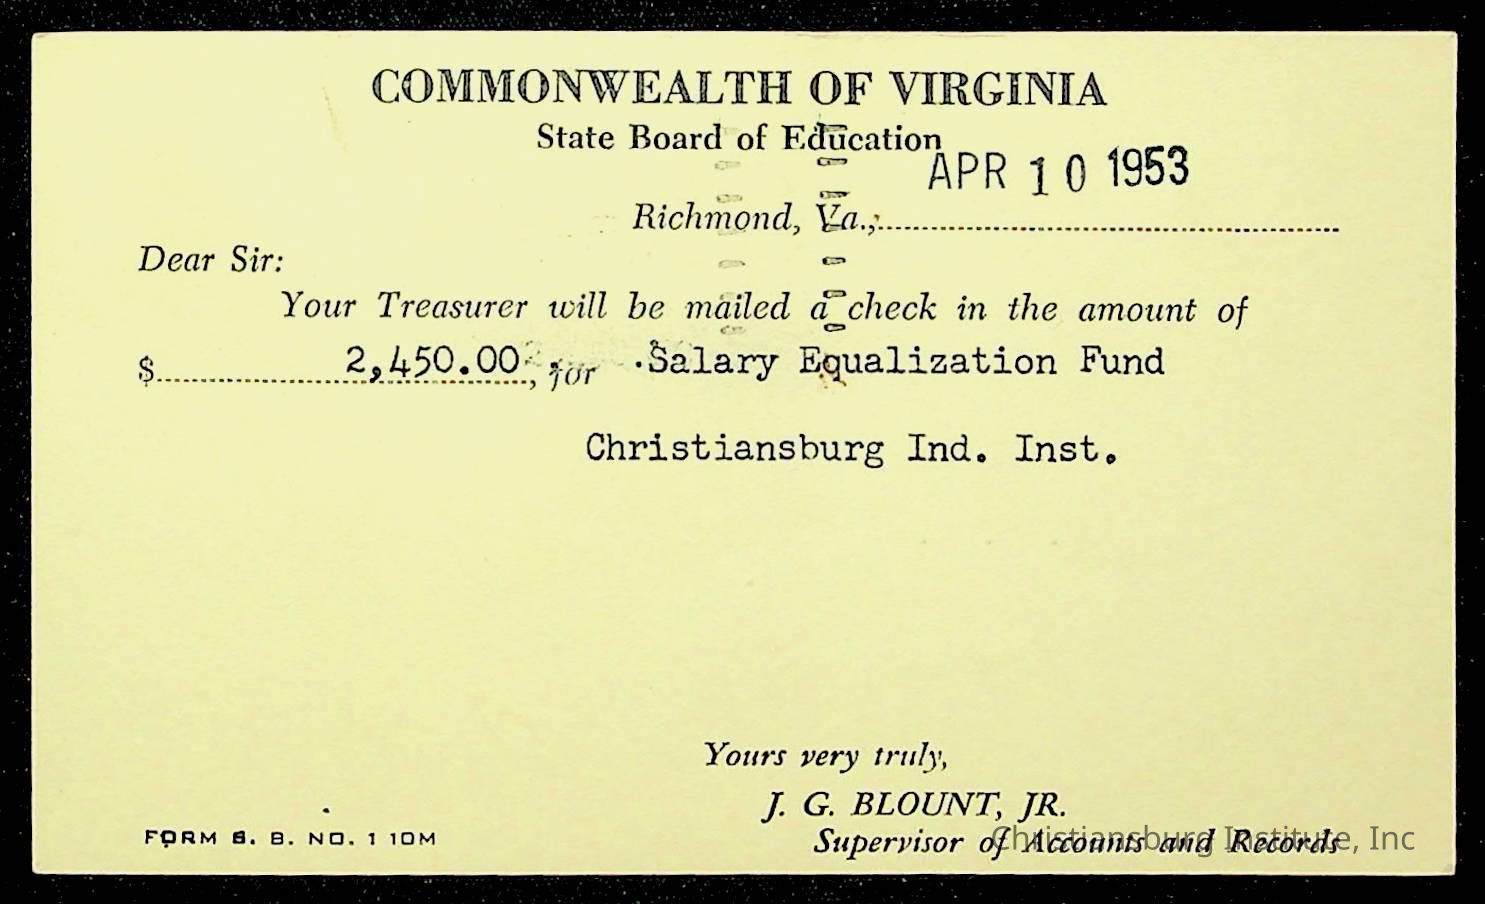 COMMONWEALTH OF VIRGINIA
State Board of Education
APR 10 1953
Richmond, Va.,
Dear Sir:
Your Treasurer will be mailed a check in the amount of
$ 2,450.00, for Salary Equalization Fund
Christiansburg Ind. Inst.
Yours very truly,
J. G. BLOUNT, JR.
Supervisor of Accounts and Records
FORM S. B. NO. 1 10M
Christiansburg Institute, Inc